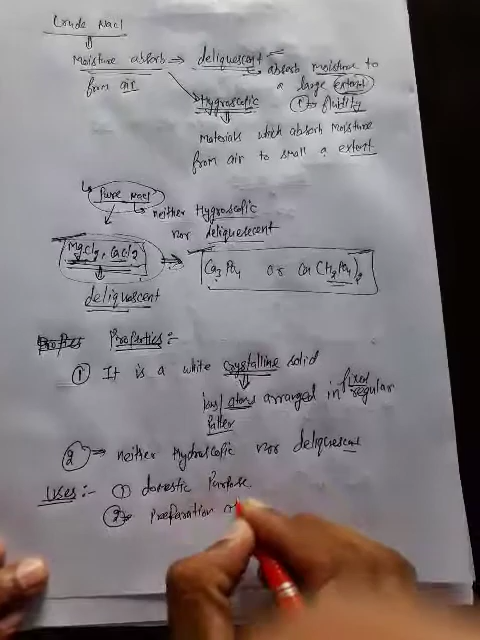 Crude NaCl
Moisture absorb → deliquescent
from air
absorb moisture to
a large extent
① → fluidity
Hygroscopic
Materials which absorb moisture
from air to small a extent
Pure NaCl
neither Hygroscopic
nor deliquescent
MgCl2, CaCl2
deliquescent
Ca3PO4 or Ca(H2PO4)2
Properties :-
① It is a white crystalline solid
ions/atoms arranged in fixed
regular
patter
② → neither Hydroscopic nor deliquescent
Uses :- ① domestic Purpose
② → preparation of